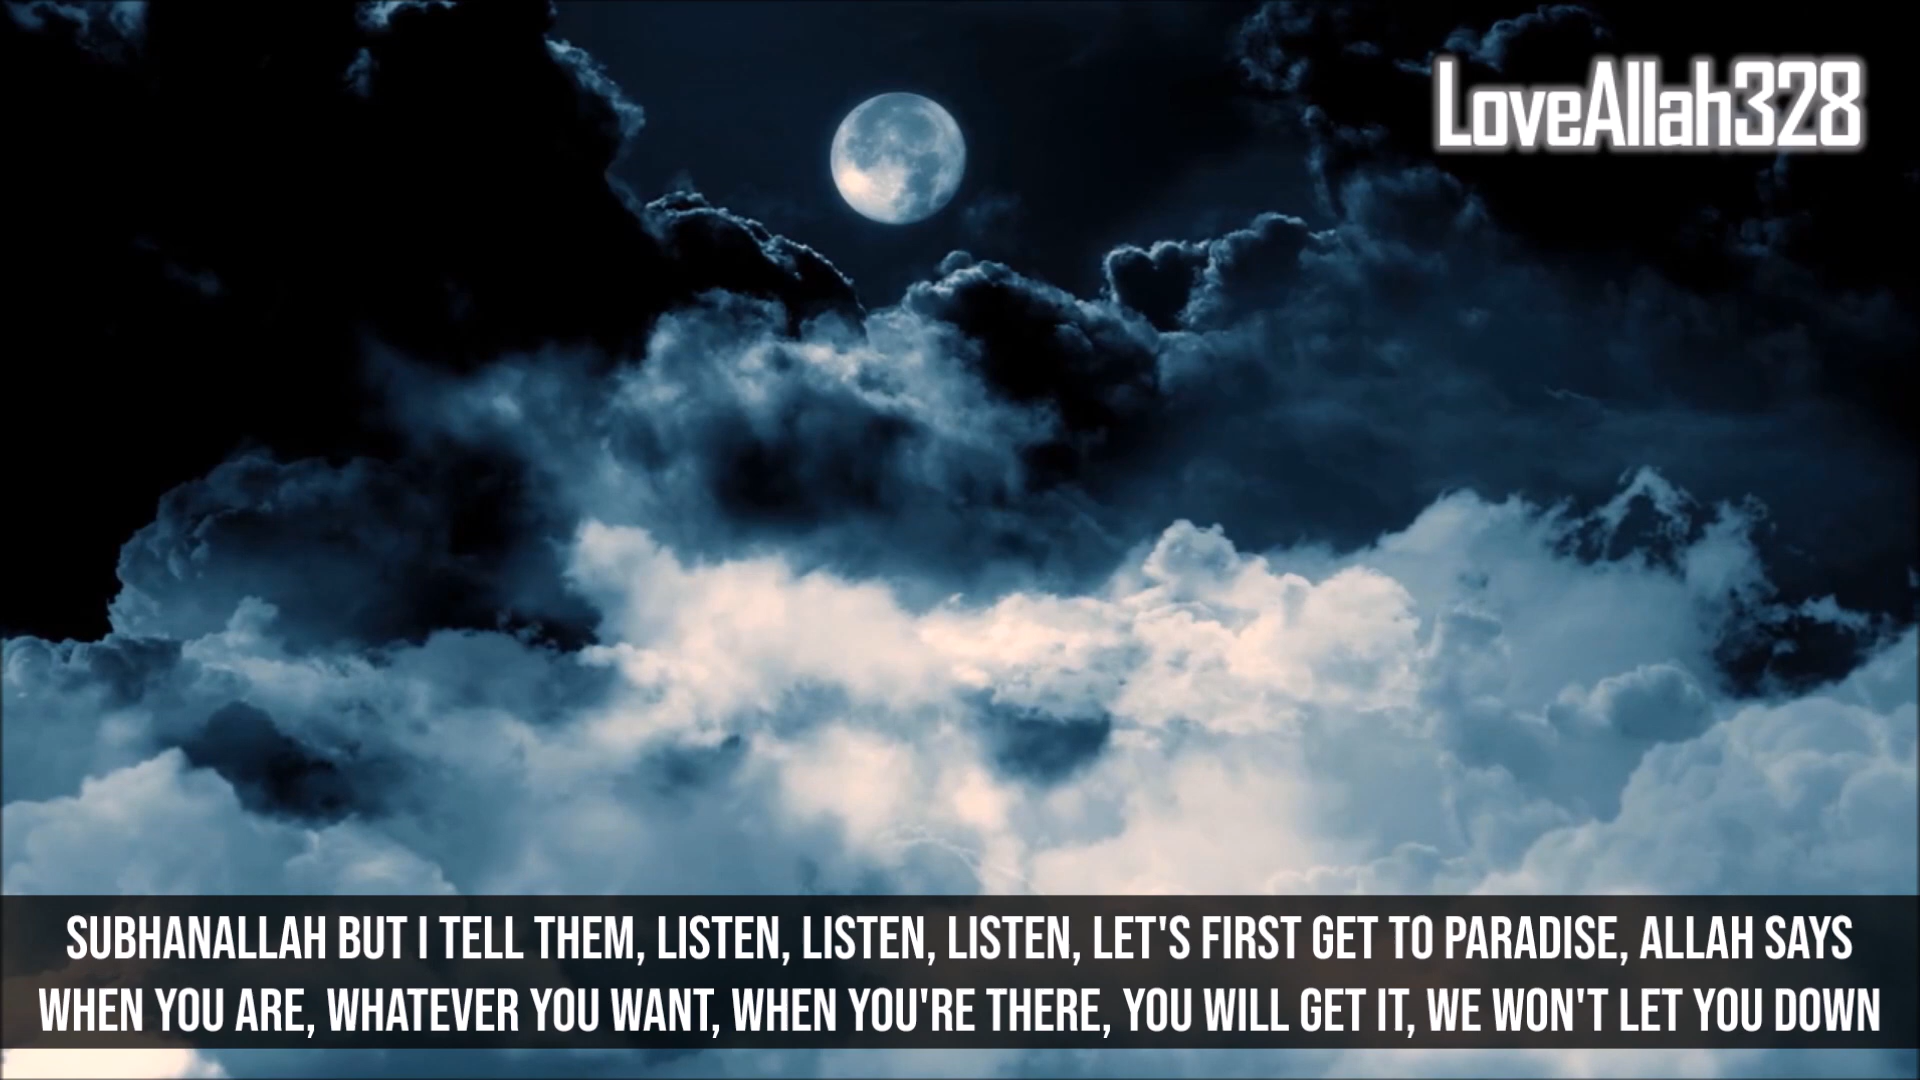 LoveAllah328
SUBHANALLAH BUT I TELL THEM, LISTEN, LISTEN, LISTEN, LET'S FIRST GET TO PARADISE, ALLAH SAYS
WHEN YOU ARE, WHATEVER YOU WANT, WHEN YOU'RE THERE, YOU WILL GET IT, WE WON'T LET YOU DOWN